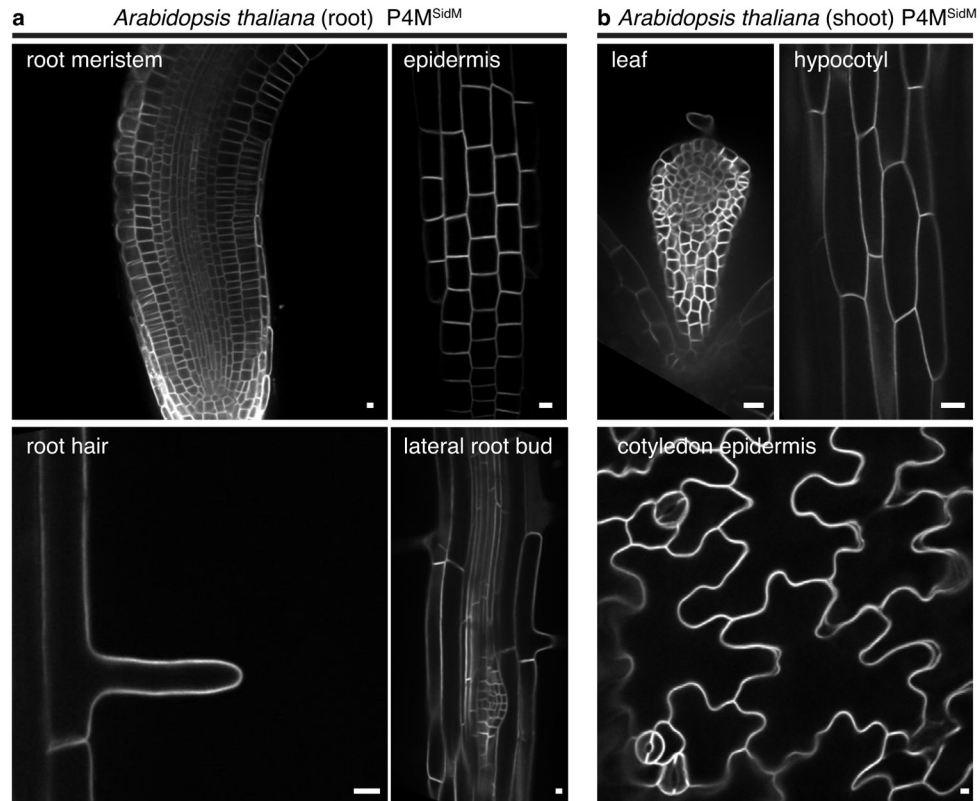 a Arabidopsis thaliana (root) P4M^SidM
b Arabidopsis thaliana (shoot) P4M^SidM
root meristem
epidermis
leaf
hypocotyl
root hair
lateral root bud
cotyledon epidermis